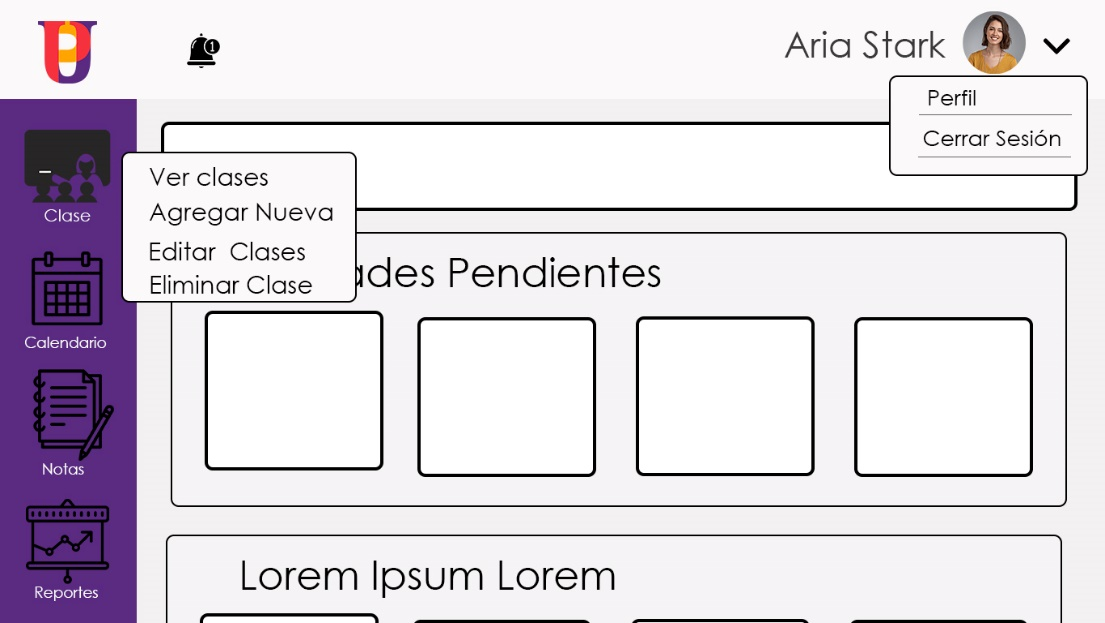 1
Aria Stark
Perfil
Cerrar Sesión
Clase
Ver clases
Agregar Nueva
Editar Clases
Eliminar Clase
Pendientes
Calendario
Notas
Reportes
Lorem Ipsum Lorem